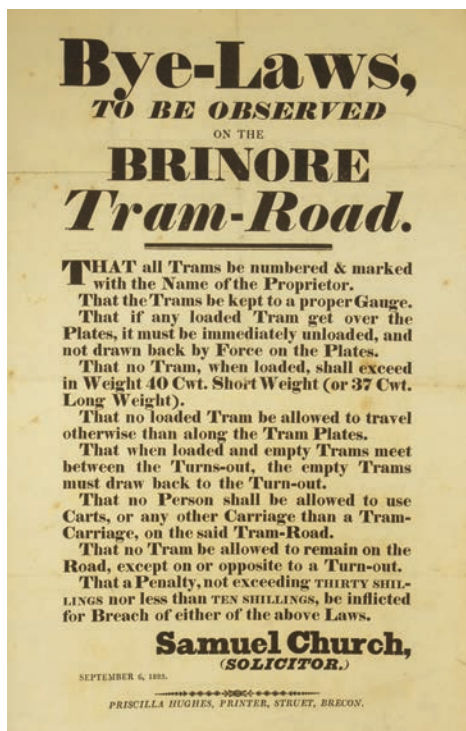 Bye-Laws,
TO BE OBSERVED
ON THE
BRINORE
Tram-Road.
THAT all Trams be numbered & marked
with the Name of the Proprietor.
That the Trams be kept to a proper Gauge.
That if any loaded Tram get over the
Plates, it must be immediately unloaded, and
not drawn back by Force on the Plates.
That no Tram, when loaded, shall exceed
in Weight 40 Cwt. Short Weight (or 37 Cwt.
Long Weight).
That no loaded Tram be allowed to travel
otherwise than along the Tram Plates.
That when loaded and empty Trams meet
between the Turns-out, the empty Trams
must draw back to the Turn-out.
That no Person shall be allowed to use
Carts, or any other Carriage than a Tram-
Carriage, on the said Tram-Road.
That no Tram be allowed to remain on the
Road, except on or opposite to a Turn-out.
That a Penalty, not exceeding THIRTY SHIL-
LINGS nor less than TEN SHILLINGS, be inflicted
for Breach of either of the above Laws.
Samuel Church,
(SOLICITOR.)
SEPTEMBER 6,
PRISCILLA HUGHES, PRINTER, STRUET, BRECON.